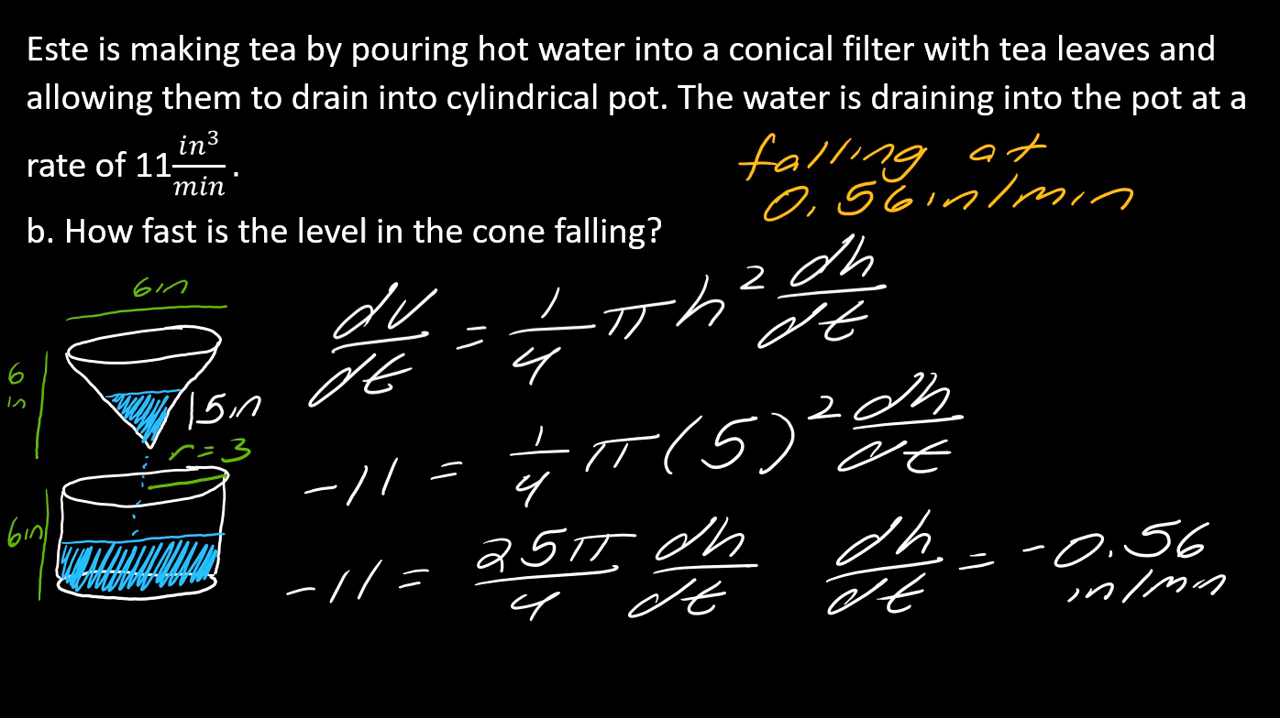 Este is making tea by pouring hot water into a conical filter with tea leaves and
allowing them to drain into cylindrical pot. The water is draining into the pot at a
rate of 11 in³/min .
falling at
0.56in/min
b. How fast is the level in the cone falling?
6in
6
in
5in
r = 3
6in
dV/dt = 1/4 π h² dh/dt
-11 = 1/4 π (5)² dh/dt
-11 = 25π/4 dh/dt
dh/dt = -0.56
in/min